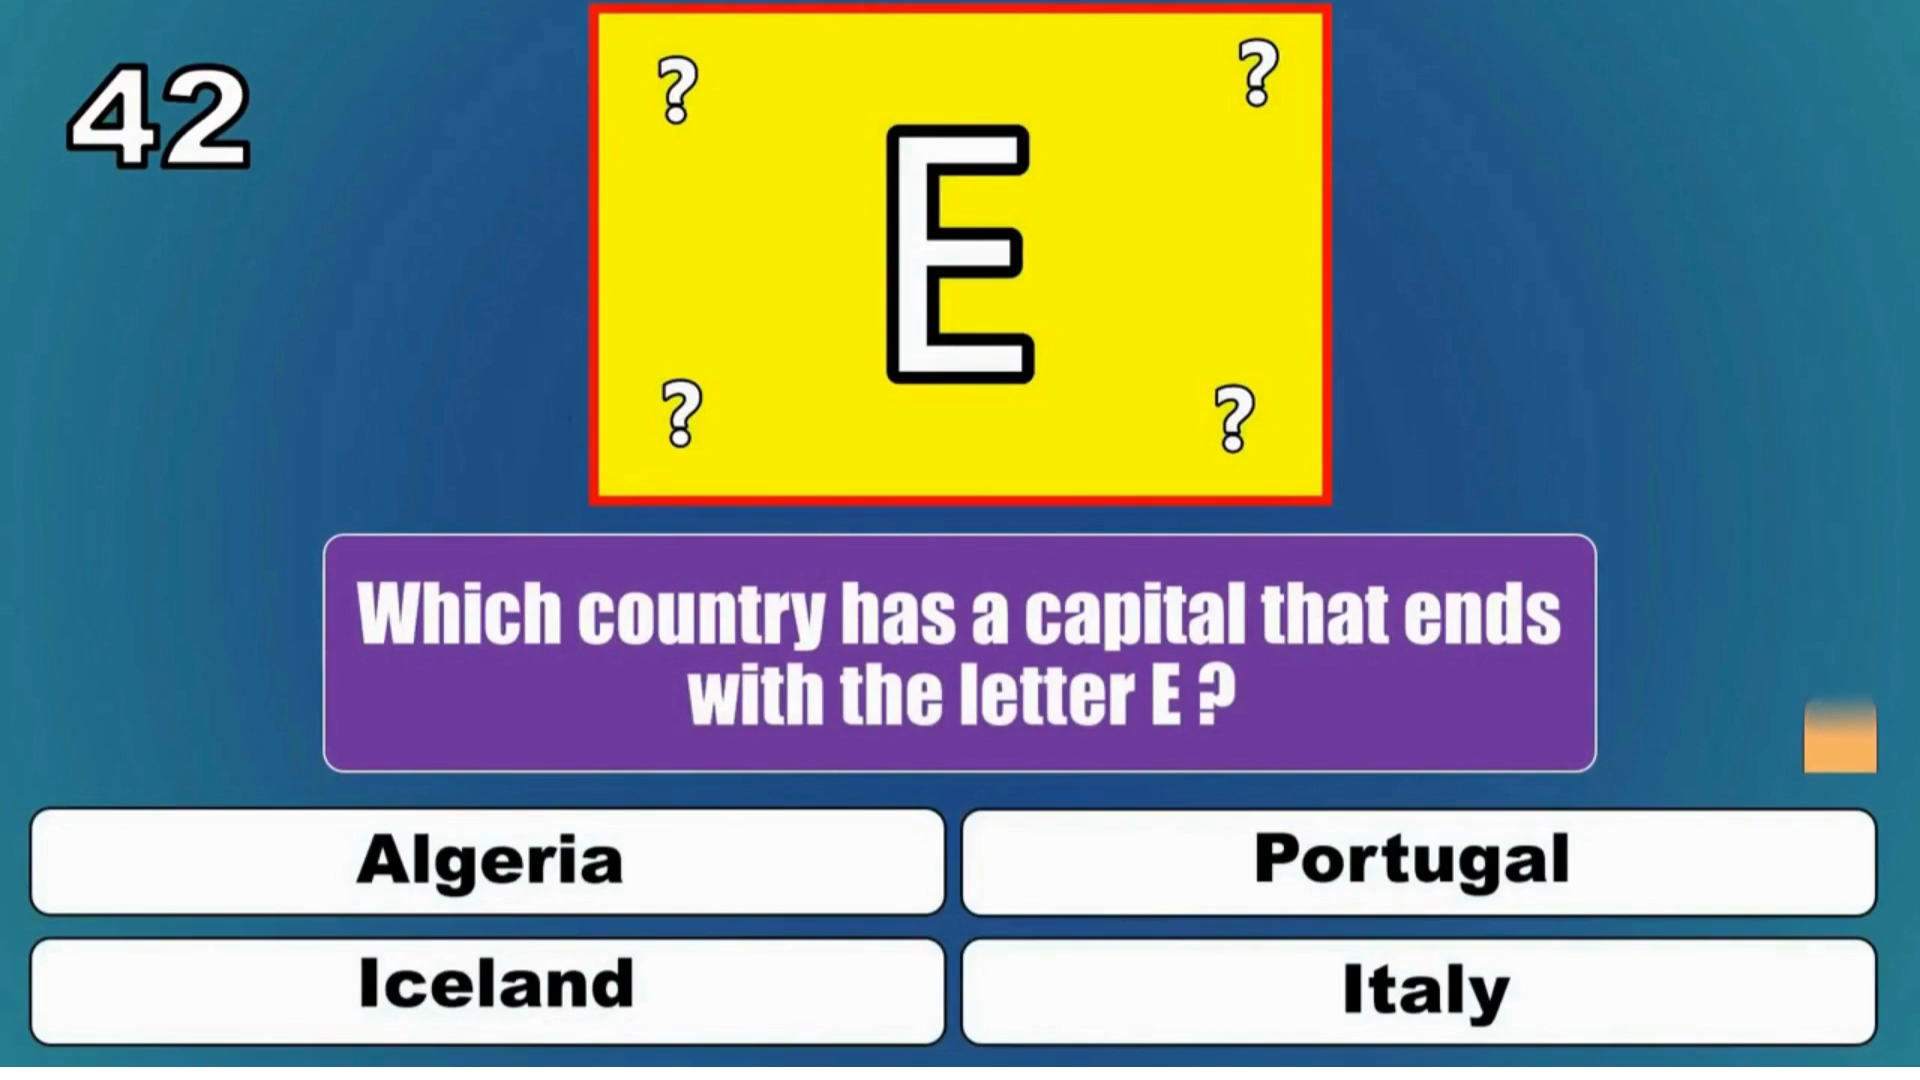 42
? ?
E
? ?
Which country has a capital that ends
with the letter E ?
Algeria
Portugal
Iceland
Italy